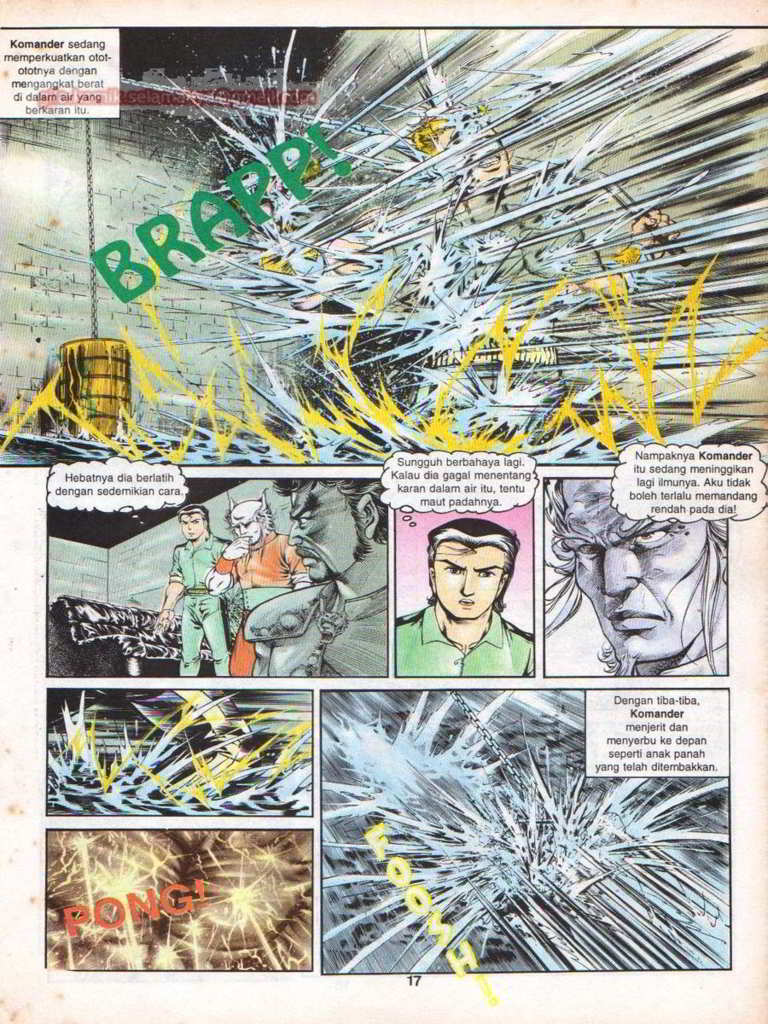 Komander sedang
memperkuatkan otot-
ototnya dengan
mengangkat berat
di dalam air yang
berkaran itu.
BRAPP!
Hebatnya dia berlatih
dengan sedemikian cara.
Sungguh berbahaya lagi.
Kalau dia gagal menentang
karan dalam air itu, tentu
maut padahnya.
Nampaknya Komander
itu sedang meninggikan
lagi ilmunya. Aku tidak
boleh terlalu memandang
rendah pada dia!
Dengan tiba-tiba,
Komander
menjerit dan
menyerbu ke depan
seperti anak panah
yang telah ditembakkan.
PONG!
FOOMH!
17